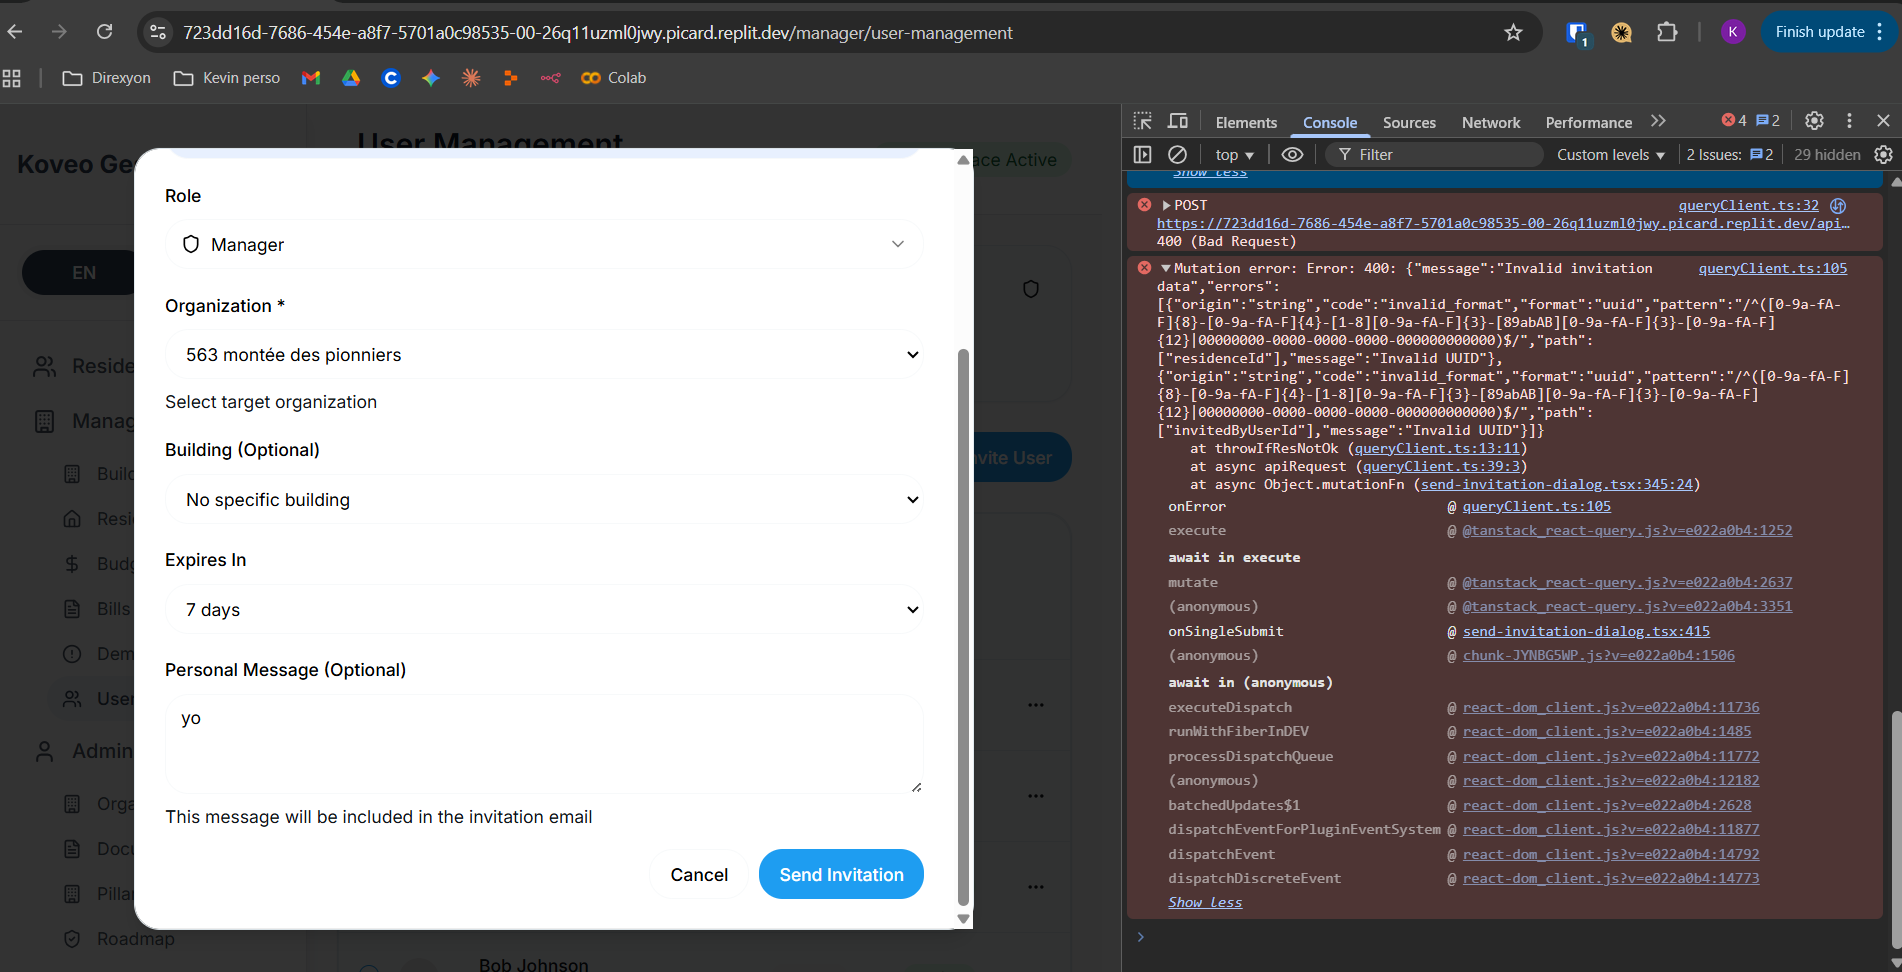 723dd16d-7686-454e-a8f7-5701a0c98535-00-26q11uzml0jwy.picard.replit.dev/manager/user-management
1
K
Finish update
Direxyon
Kevin perso
Colab
Koveo Ge
EN
Reside
Manag
Build
Resi
Budg
Bills
Dem
User
Admin
Orga
Docu
Pillar
Roadmap
User Management
ace Active
nvite User
Bob Johnson
Role
Manager
Organization *
563 montée des pionniers
Select target organization
Building (Optional)
No specific building
Expires In
7 days
Personal Message (Optional)
yo
This message will be included in the invitation email
Cancel
Send Invitation
Elements
Console
Sources
Network
Performance
4
2
top
Filter
Custom levels
2 Issues: 2
29 hidden
Show less
POST queryClient.ts:32
https://723dd16d-7686-454e-a8f7-5701a0c98535-00-26q11uzml0jwy.picard.replit.dev/api…
400 (Bad Request)
Mutation error: Error: 400: {"message":"Invalid invitation queryClient.ts:105
data","errors":
[{"origin":"string","code":"invalid_format","format":"uuid","pattern":"/^([0-9a-fA-
F]{8}-[0-9a-fA-F]{4}-[1-8][0-9a-fA-F]{3}-[89abAB][0-9a-fA-F]{3}-[0-9a-fA-F]
{12}|00000000-0000-0000-0000-000000000000)$/","path":
["residenceId"],"message":"Invalid UUID"},
{"origin":"string","code":"invalid_format","format":"uuid","pattern":"/^([0-9a-fA-F]
{8}-[0-9a-fA-F]{4}-[1-8][0-9a-fA-F]{3}-[89abAB][0-9a-fA-F]{3}-[0-9a-fA-F]
{12}|00000000-0000-0000-0000-000000000000)$/","path":
["invitedByUserId"],"message":"Invalid UUID"}]}
at throwIfResNotOk (queryClient.ts:13:11)
at async apiRequest (queryClient.ts:39:3)
at async Object.mutationFn (send-invitation-dialog.tsx:345:24)
onError @ queryClient.ts:105
execute @ @tanstack_react-query.js?v=e022a0b4:1252
await in execute
mutate @ @tanstack_react-query.js?v=e022a0b4:2637
(anonymous) @ @tanstack_react-query.js?v=e022a0b4:3351
onSingleSubmit @ send-invitation-dialog.tsx:415
(anonymous) @ chunk-JYNBG5WP.js?v=e022a0b4:1506
await in (anonymous)
executeDispatch @ react-dom_client.js?v=e022a0b4:11736
runWithFiberInDEV @ react-dom_client.js?v=e022a0b4:1485
processDispatchQueue @ react-dom_client.js?v=e022a0b4:11772
(anonymous) @ react-dom_client.js?v=e022a0b4:12182
batchedUpdates$1 @ react-dom_client.js?v=e022a0b4:2628
dispatchEventForPluginEventSystem @ react-dom_client.js?v=e022a0b4:11877
dispatchEvent @ react-dom_client.js?v=e022a0b4:14792
dispatchDiscreteEvent @ react-dom_client.js?v=e022a0b4:14773
Show less